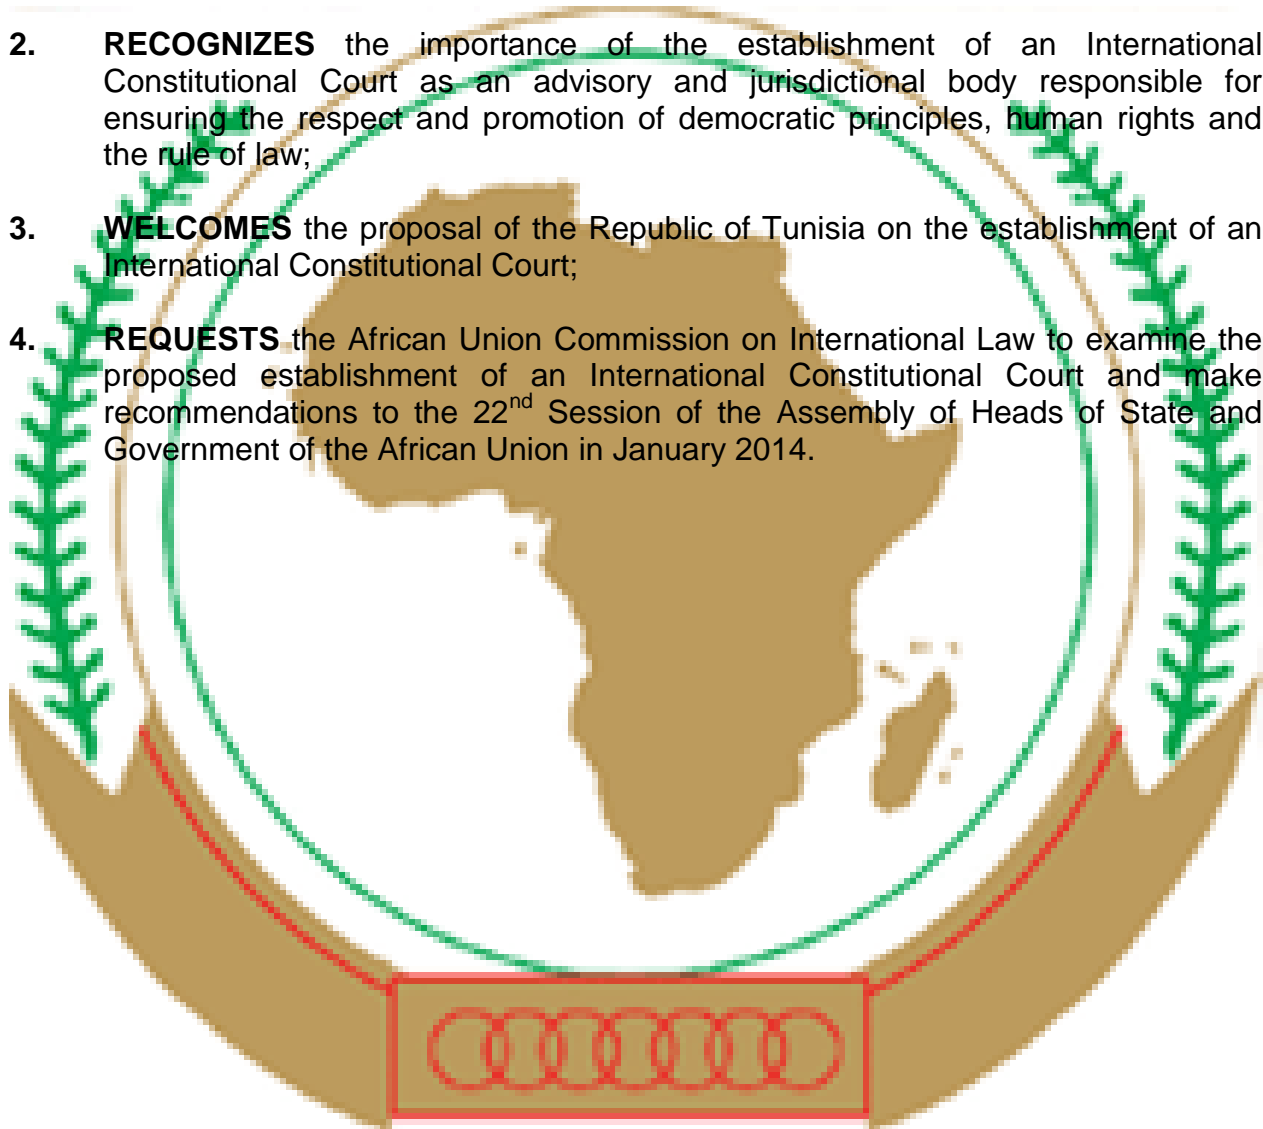 2. RECOGNIZES the importance of the establishment of an International
Constitutional Court as an advisory and jurisdictional body responsible for
ensuring the respect and promotion of democratic principles, human rights and
the rule of law;
3. WELCOMES the proposal of the Republic of Tunisia on the establishment of an
International Constitutional Court;
4. REQUESTS the African Union Commission on International Law to examine the
proposed establishment of an International Constitutional Court and make
recommendations to the 22nd Session of the Assembly of Heads of State and
Government of the African Union in January 2014.